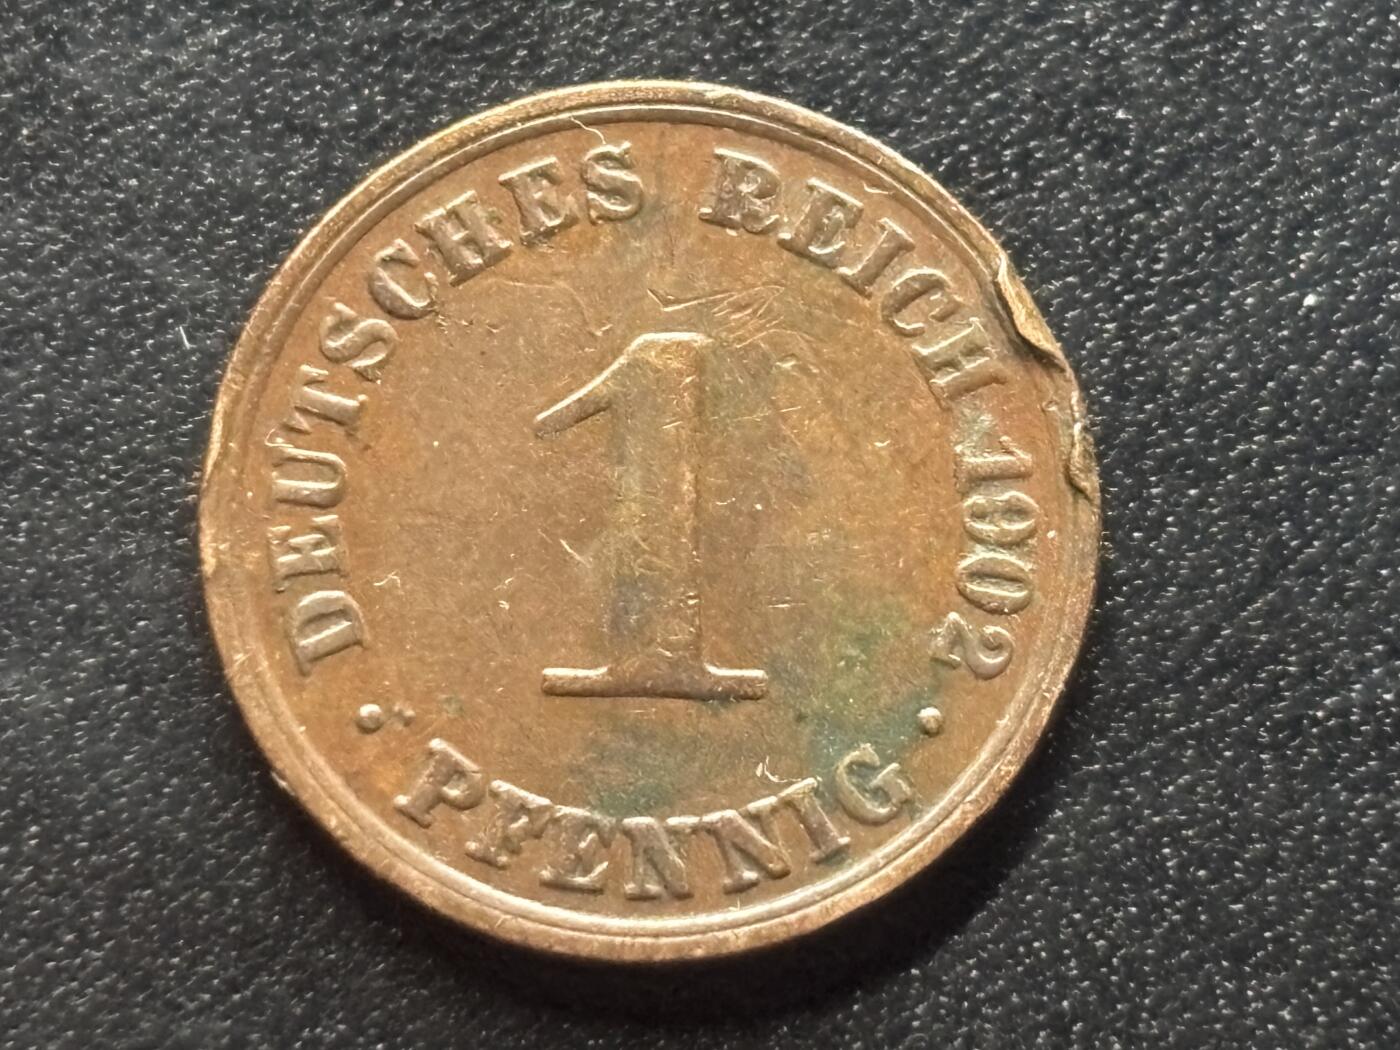 DEUTSCHES REICH 1902
1
• PFENNIG •